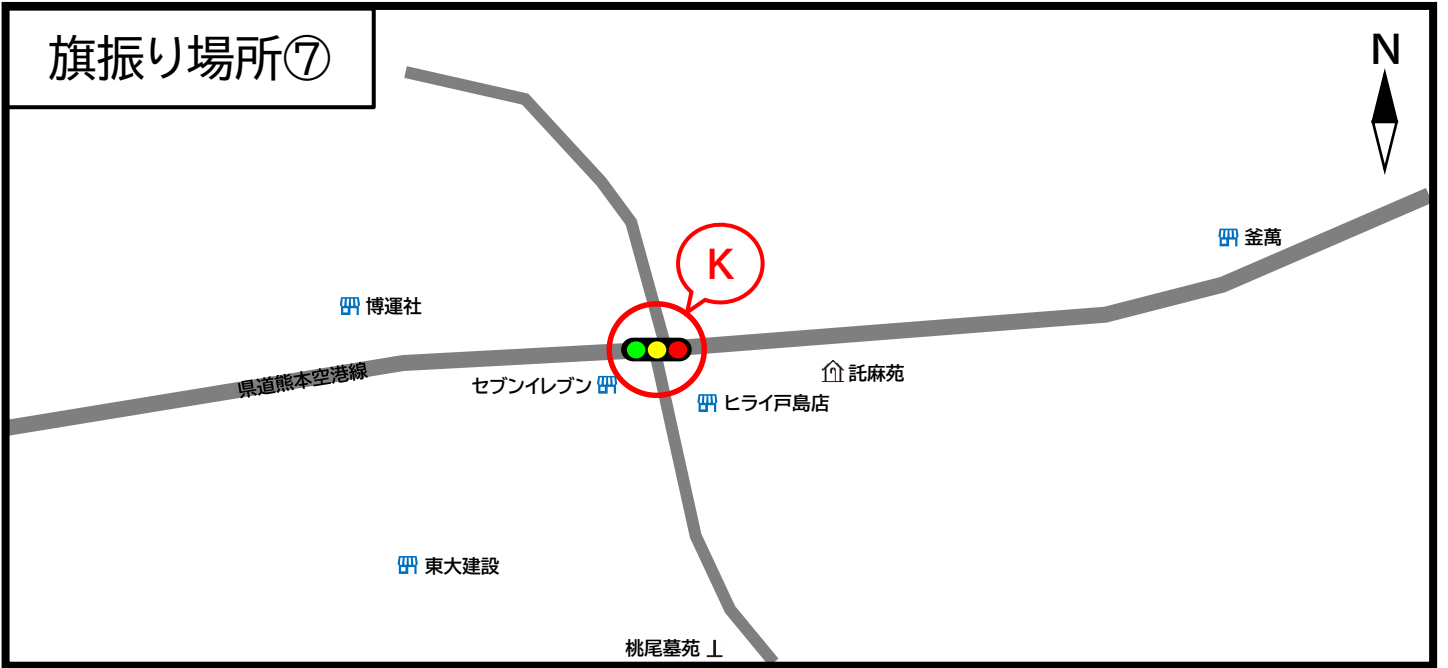 旗振り場所⑦
N
釜萬
K
博運社
県道熊本空港線
セブンイレブン
託麻苑
ヒライ戸島店
東大建設
桃尾墓苑